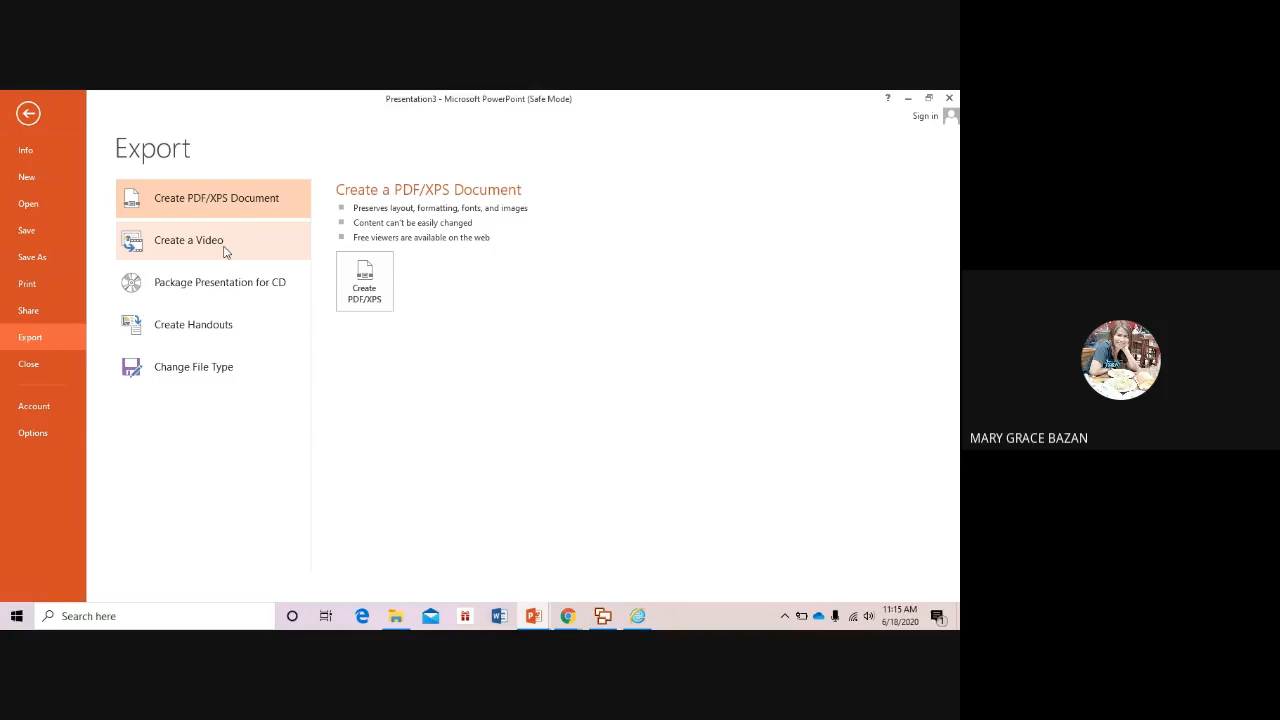 Presentation3 - Microsoft PowerPoint (Safe Mode)
?
Sign in
Info
New
Open
Save
Save As
Print
Share
Export
Close
Account
Options
Export
Create PDF/XPS Document
Create a Video
Package Presentation for CD
Create Handouts
Change File Type
Create a PDF/XPS Document
Preserves layout, formatting, fonts, and images
Content can't be easily changed
Free viewers are available on the web
Create
PDF/XPS
MARY GRACE BAZAN
Search here
11:15 AM
6/18/2020
1